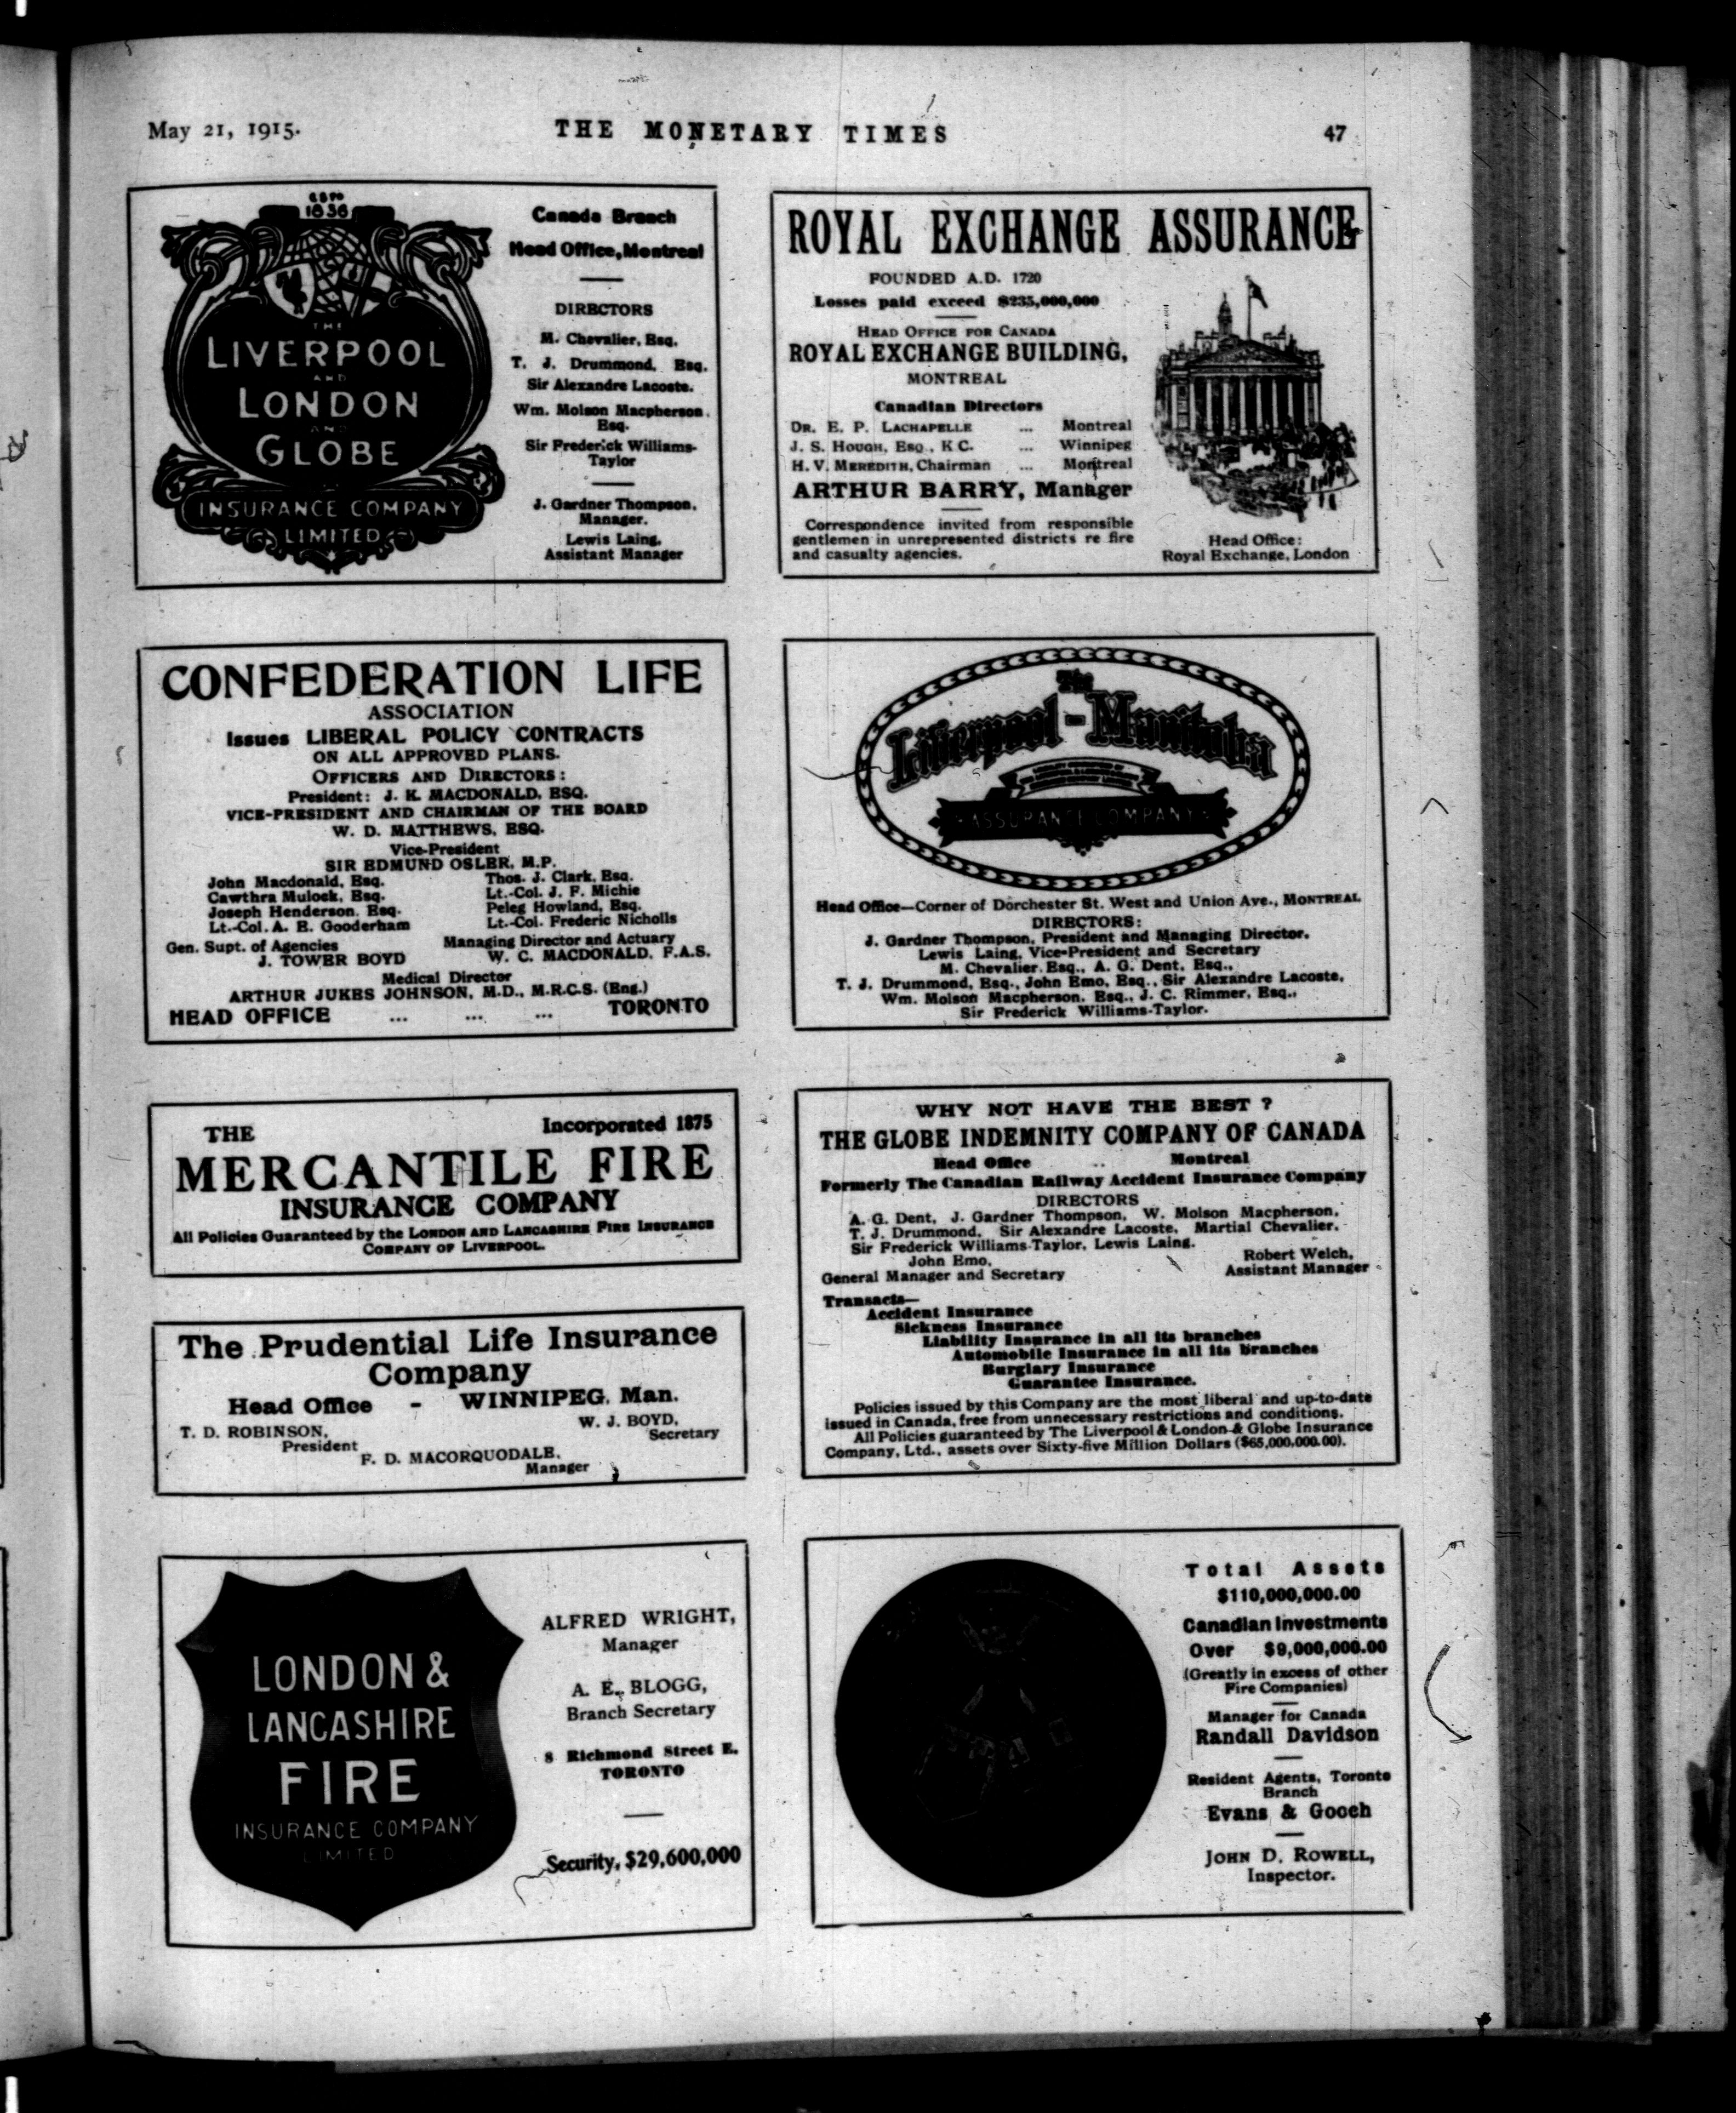 May 21, 1915.
THE MONETARY TIMES
47
ESTD
1836
THE
LIVERPOOL
AND
LONDON
AND
GLOBE
INSURANCE COMPANY
LIMITED
Canada Branch
Head Office, Montreal
DIRECTORS
M. Chevalier, Esq.
T. J. Drummond, Esq.
Sir Alexandre Lacoste.
Wm. Molson Macpherson,
Esq.
Sir Frederick Williams-
Taylor
J. Gardner Thompson,
Manager.
Lewis Laing,
Assistant Manager
ROYAL EXCHANGE ASSURANCE
FOUNDED A.D. 1720
Losses paid exceed $235,000,000
HEAD OFFICE FOR CANADA
ROYAL EXCHANGE BUILDING,
MONTREAL
Canadian Directors
DR. E. P. LACHAPELLE ... Montreal
J. S. HOUGH, ESQ., K C. ... Winnipeg
H. V. MEREDITH, Chairman ... Montreal
ARTHUR BARRY, Manager
Correspondence invited from responsible
gentlemen in unrepresented districts re fire
and casualty agencies.
Head Office:
Royal Exchange, London
CONFEDERATION LIFE
ASSOCIATION
Issues LIBERAL POLICY CONTRACTS
ON ALL APPROVED PLANS.
OFFICERS AND DIRECTORS:
President: J. K. MACDONALD, ESQ.
VICE-PRESIDENT AND CHAIRMAN OF THE BOARD
W. D. MATTHEWS, ESQ.
Vice-President
SIR EDMUND OSLER, M.P.
John Macdonald, Esq. Thos. J. Clark, Esq.
Cawthra Mulock, Esq. Lt.-Col. J. F. Michie
Joseph Henderson, Esq. Peleg Howland, Esq.
Lt.-Col. A. E. Gooderham Lt.-Col. Frederic Nicholls
Gen. Supt. of Agencies Managing Director and Actuary
J. TOWER BOYD W. C. MACDONALD, F.A.S.
Medical Director
ARTHUR JUKES JOHNSON, M.D., M.R.C.S. (Eng.)
HEAD OFFICE ... ... ... TORONTO
The
Liverpool-Manitoba
ASSURANCE COMPANY
Head Office—Corner of Dorchester St. West and Union Ave., MONTREAL
DIRECTORS:
J. Gardner Thompson, President and Managing Director.
Lewis Laing, Vice-President and Secretary
M. Chevalier, Esq., A. G. Dent, Esq.,
T. J. Drummond, Esq., John Emo, Esq., Sir Alexandre Lacoste,
Wm. Molson Macpherson, Esq., J. C. Rimmer, Esq.,
Sir Frederick Williams-Taylor.
THE Incorporated 1875
MERCANTILE FIRE
INSURANCE COMPANY
All Policies Guaranteed by the LONDON AND LANCASHIRE FIRE INSURANCE
COMPANY OF LIVERPOOL.
The Prudential Life Insurance
Company
Head Office - WINNIPEG, Man.
T. D. ROBINSON, W. J. BOYD,
President Secretary
F. D. MACORQUODALE,
Manager
WHY NOT HAVE THE BEST ?
THE GLOBE INDEMNITY COMPANY OF CANADA
Head Office .. Montreal
Formerly The Canadian Railway Accident Insurance Company
DIRECTORS
A. G. Dent, J. Gardner Thompson, W. Molson Macpherson,
T. J. Drummond, Sir Alexandre Lacoste, Martial Chevalier,
Sir Frederick Williams-Taylor, Lewis Laing.
John Emo, Robert Welch,
General Manager and Secretary Assistant Manager
Transacts—
Accident Insurance
Sickness Insurance
Liability Insurance in all its branches
Automobile Insurance in all its branches
Burglary Insurance
Guarantee Insurance.
Policies issued by this Company are the most liberal and up-to-date
issued in Canada, free from unnecessary restrictions and conditions.
All Policies guaranteed by The Liverpool & London & Globe Insurance
Company, Ltd., assets over Sixty-five Million Dollars ($65,000,000.00).
LONDON &
LANCASHIRE
FIRE
INSURANCE COMPANY
LIMITED
ALFRED WRIGHT,
Manager
A. E. BLOGG,
Branch Secretary
8 Richmond Street E.
TORONTO
Security, $29,600,000
Total Assets
$110,000,000.00
Canadian Investments
Over $9,000,000.00
(Greatly in excess of other
Fire Companies)
Manager for Canada
Randall Davidson
Resident Agents, Toronto
Branch
Evans & Gooch
JOHN D. ROWELL,
Inspector.